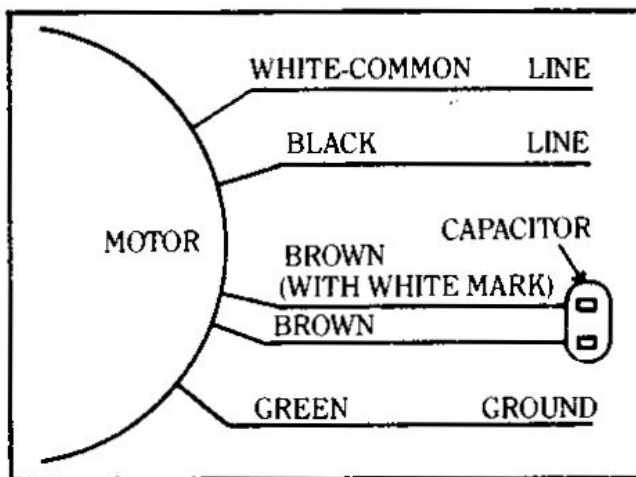 WHITE-COMMON LINE
BLACK LINE
MOTOR
CAPACITOR
BROWN
(WITH WHITE MARK)
BROWN
GREEN GROUND